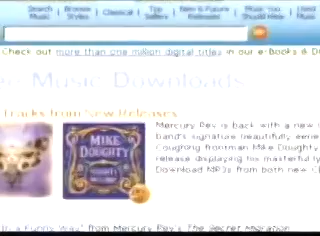 Search Music | Browse Styles | Classical | Top Sellers | New & Future Releases | Music You Should Hear | Used Music
Check out more than one million digital titles in our e-Books & D
e Music Downloads
Tracks from New Releases
Mercury Rev is back with a new
band's signature beautifully eerie
MIKE DOUGHTY
Coughing frontman Mike Doughty
release displaying his masterfully
Download MP3s from both new C
in a Funny Way" from Mercury Rev's The Secret Migration